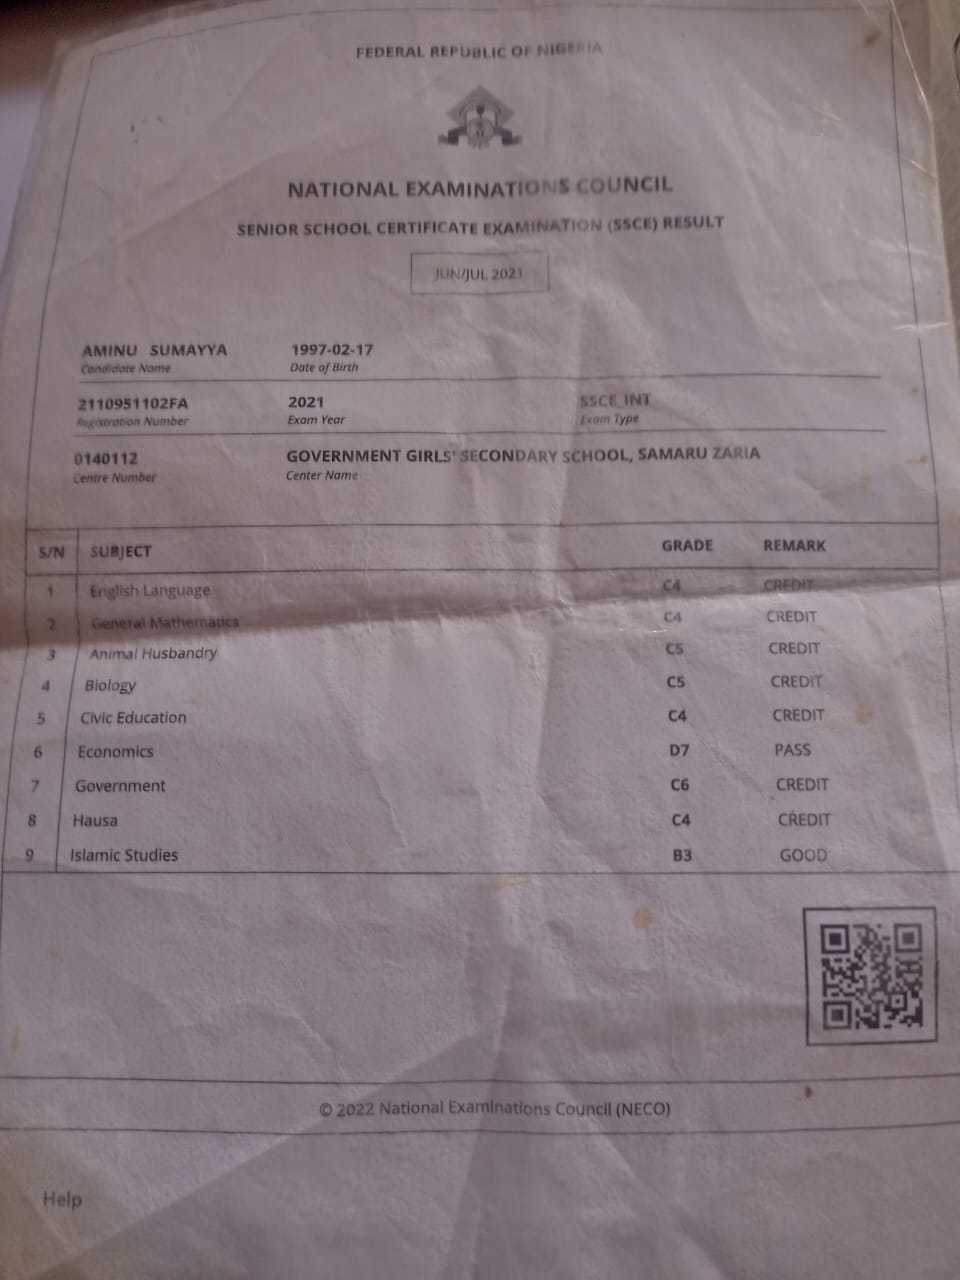 FEDERAL REPUBLIC OF NIGERIA
NATIONAL EXAMINATIONS COUNCIL
SENIOR SCHOOL CERTIFICATE EXAMINATION (SSCE) RESULT
JUN/JUL 2021
AMINU SUMAYYA 1997-02-17
Candidate Name Date of Birth
2110951102FA 2021 SSCE_INT
Registration Number Exam Year Exam Type
0140112 GOVERNMENT GIRLS' SECONDARY SCHOOL, SAMARU ZARIA
Centre Number Center Name
S/N SUBJECT GRADE REMARK
1 English Language C4 CREDIT
2 General Mathematics C4 CREDIT
3 Animal Husbandry C5 CREDIT
4 Biology C5 CREDIT
5 Civic Education C4 CREDIT
6 Economics D7 PASS
7 Government C6 CREDIT
8 Hausa C4 CREDIT
9 Islamic Studies B3 GOOD
© 2022 National Examinations Council (NECO)
Help